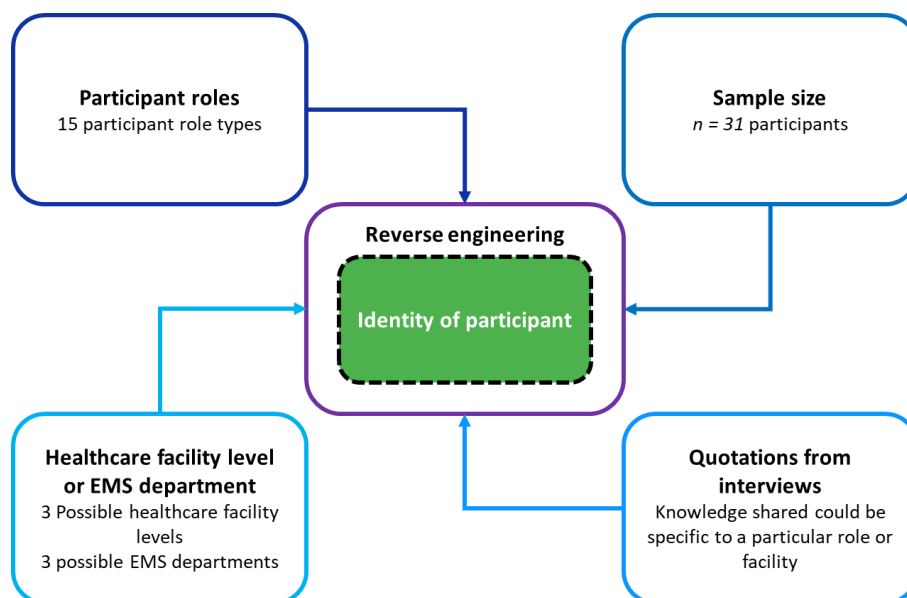 Participant roles
15 participant role types
Sample size
n = 31 participants
Reverse engineering
Identity of participant
Healthcare facility level
or EMS department
3 Possible healthcare facility
levels
3 possible EMS departments
Quotations from
interviews
Knowledge shared could be
specific to a particular role or
facility